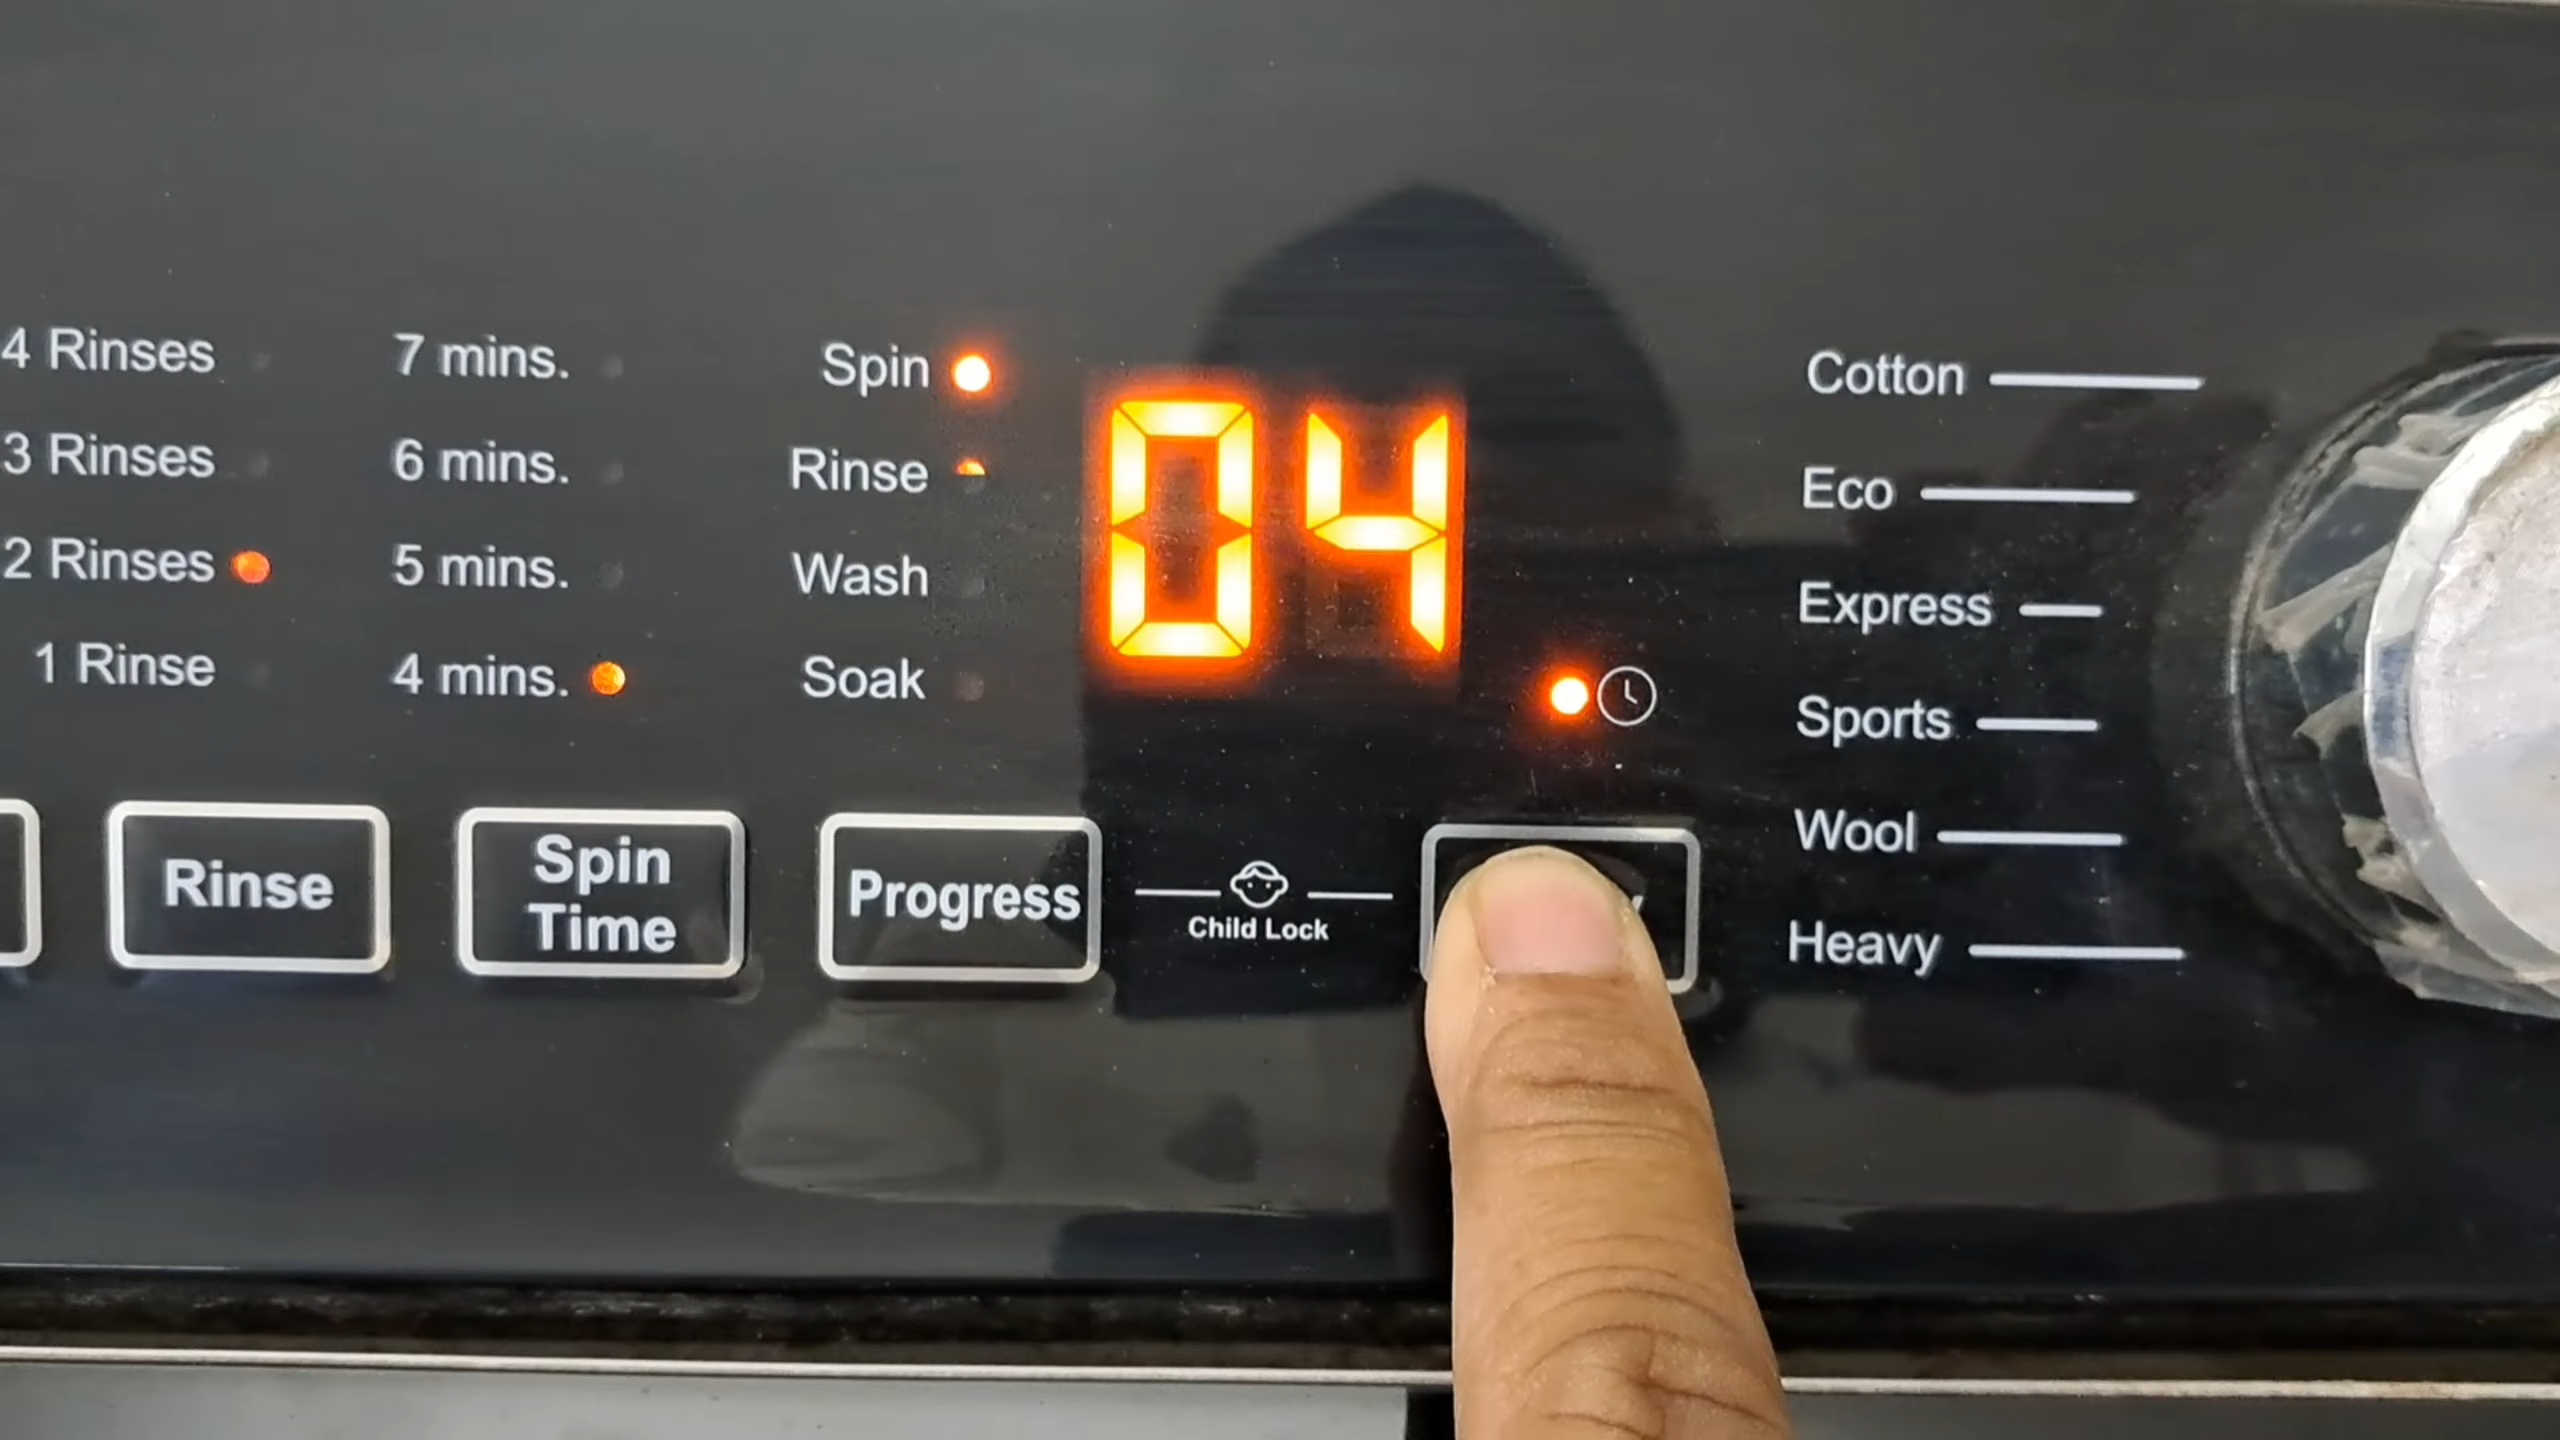 4 Rinses
3 Rinses
2 Rinses
1 Rinse
7 mins.
6 mins.
5 mins.
4 mins.
Spin
Rinse
Wash
Soak
04
Cotton
Eco
Express
Sports
Wool
Heavy
Rinse
Spin
Time
Progress
Child Lock